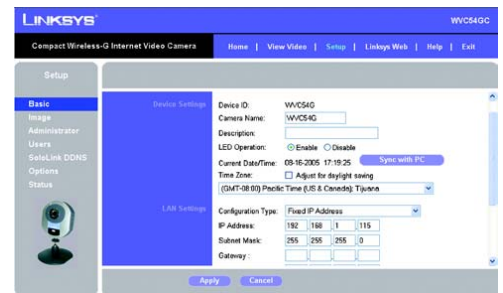 LINKSYS®
WVC54GC
Compact Wireless-G Internet Video Camera
Home | View Video | Setup | Linksys Web | Help | Exit
Setup
Basic
Image
Administrator
Users
SoloLink DDNS
Options
Status
Device Settings
Device ID: WVC54G
Camera Name: WVC54G
Description:
LED Operation: Enable Disable
Current Date/Time: 08-16-2005 17:19:25 Sync with PC
Time Zone: Adjust for daylight saving
(GMT-08:00) Pacific Time (US & Canada); Tijuana
LAN Settings
Configuration Type: Fixed IP Address
IP Address: 192 . 168 . 1 . 115
Subnet Mask: 255 . 255 . 255 . 0
Gateway :
Apply Cancel